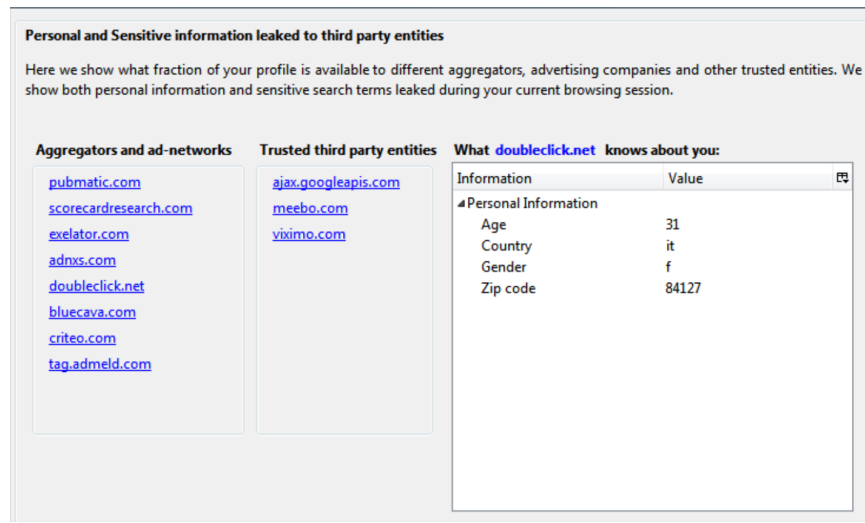 Personal and Sensitive information leaked to third party entities
Here we show what fraction of your profile is available to different aggregators, advertising companies and other trusted entities. We
show both personal information and sensitive search terms leaked during your current browsing session.
Aggregators and ad-networks
pubmatic.com
scorecardresearch.com
exelator.com
adnxs.com
doubleclick.net
bluecava.com
criteo.com
tag.admeld.com
Trusted third party entities
ajax.googleapis.com
meebo.com
viximo.com
What doubleclick.net knows about you:
Information Value
Personal Information
Age 31
Country it
Gender f
Zip code 84127